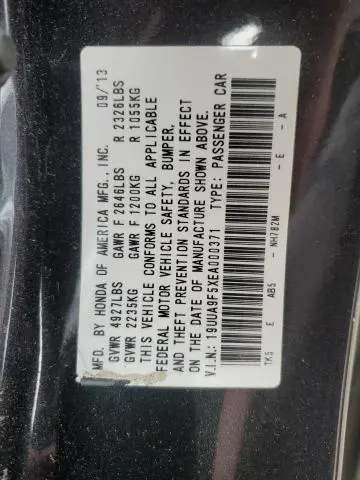 MFD. BY HONDA OF AMERICA MFG., INC. 09/'13
GVWR 4927LBS GAWR F 2646LBS R 2326LBS
GVWR 2235KG GAWR F 1200KG R 1055KG
THIS VEHICLE CONFORMS TO ALL APPLICABLE
FEDERAL MOTOR VEHICLE SAFETY, BUMPER,
AND THEFT PREVENTION STANDARDS IN EFFECT
ON THE DATE OF MANUFACTURE SHOWN ABOVE.
V.I.N.: 19UUA9F5XEA000371 TYPE: PASSENGER CAR
TK5 E AB5 - NH782M - E - A